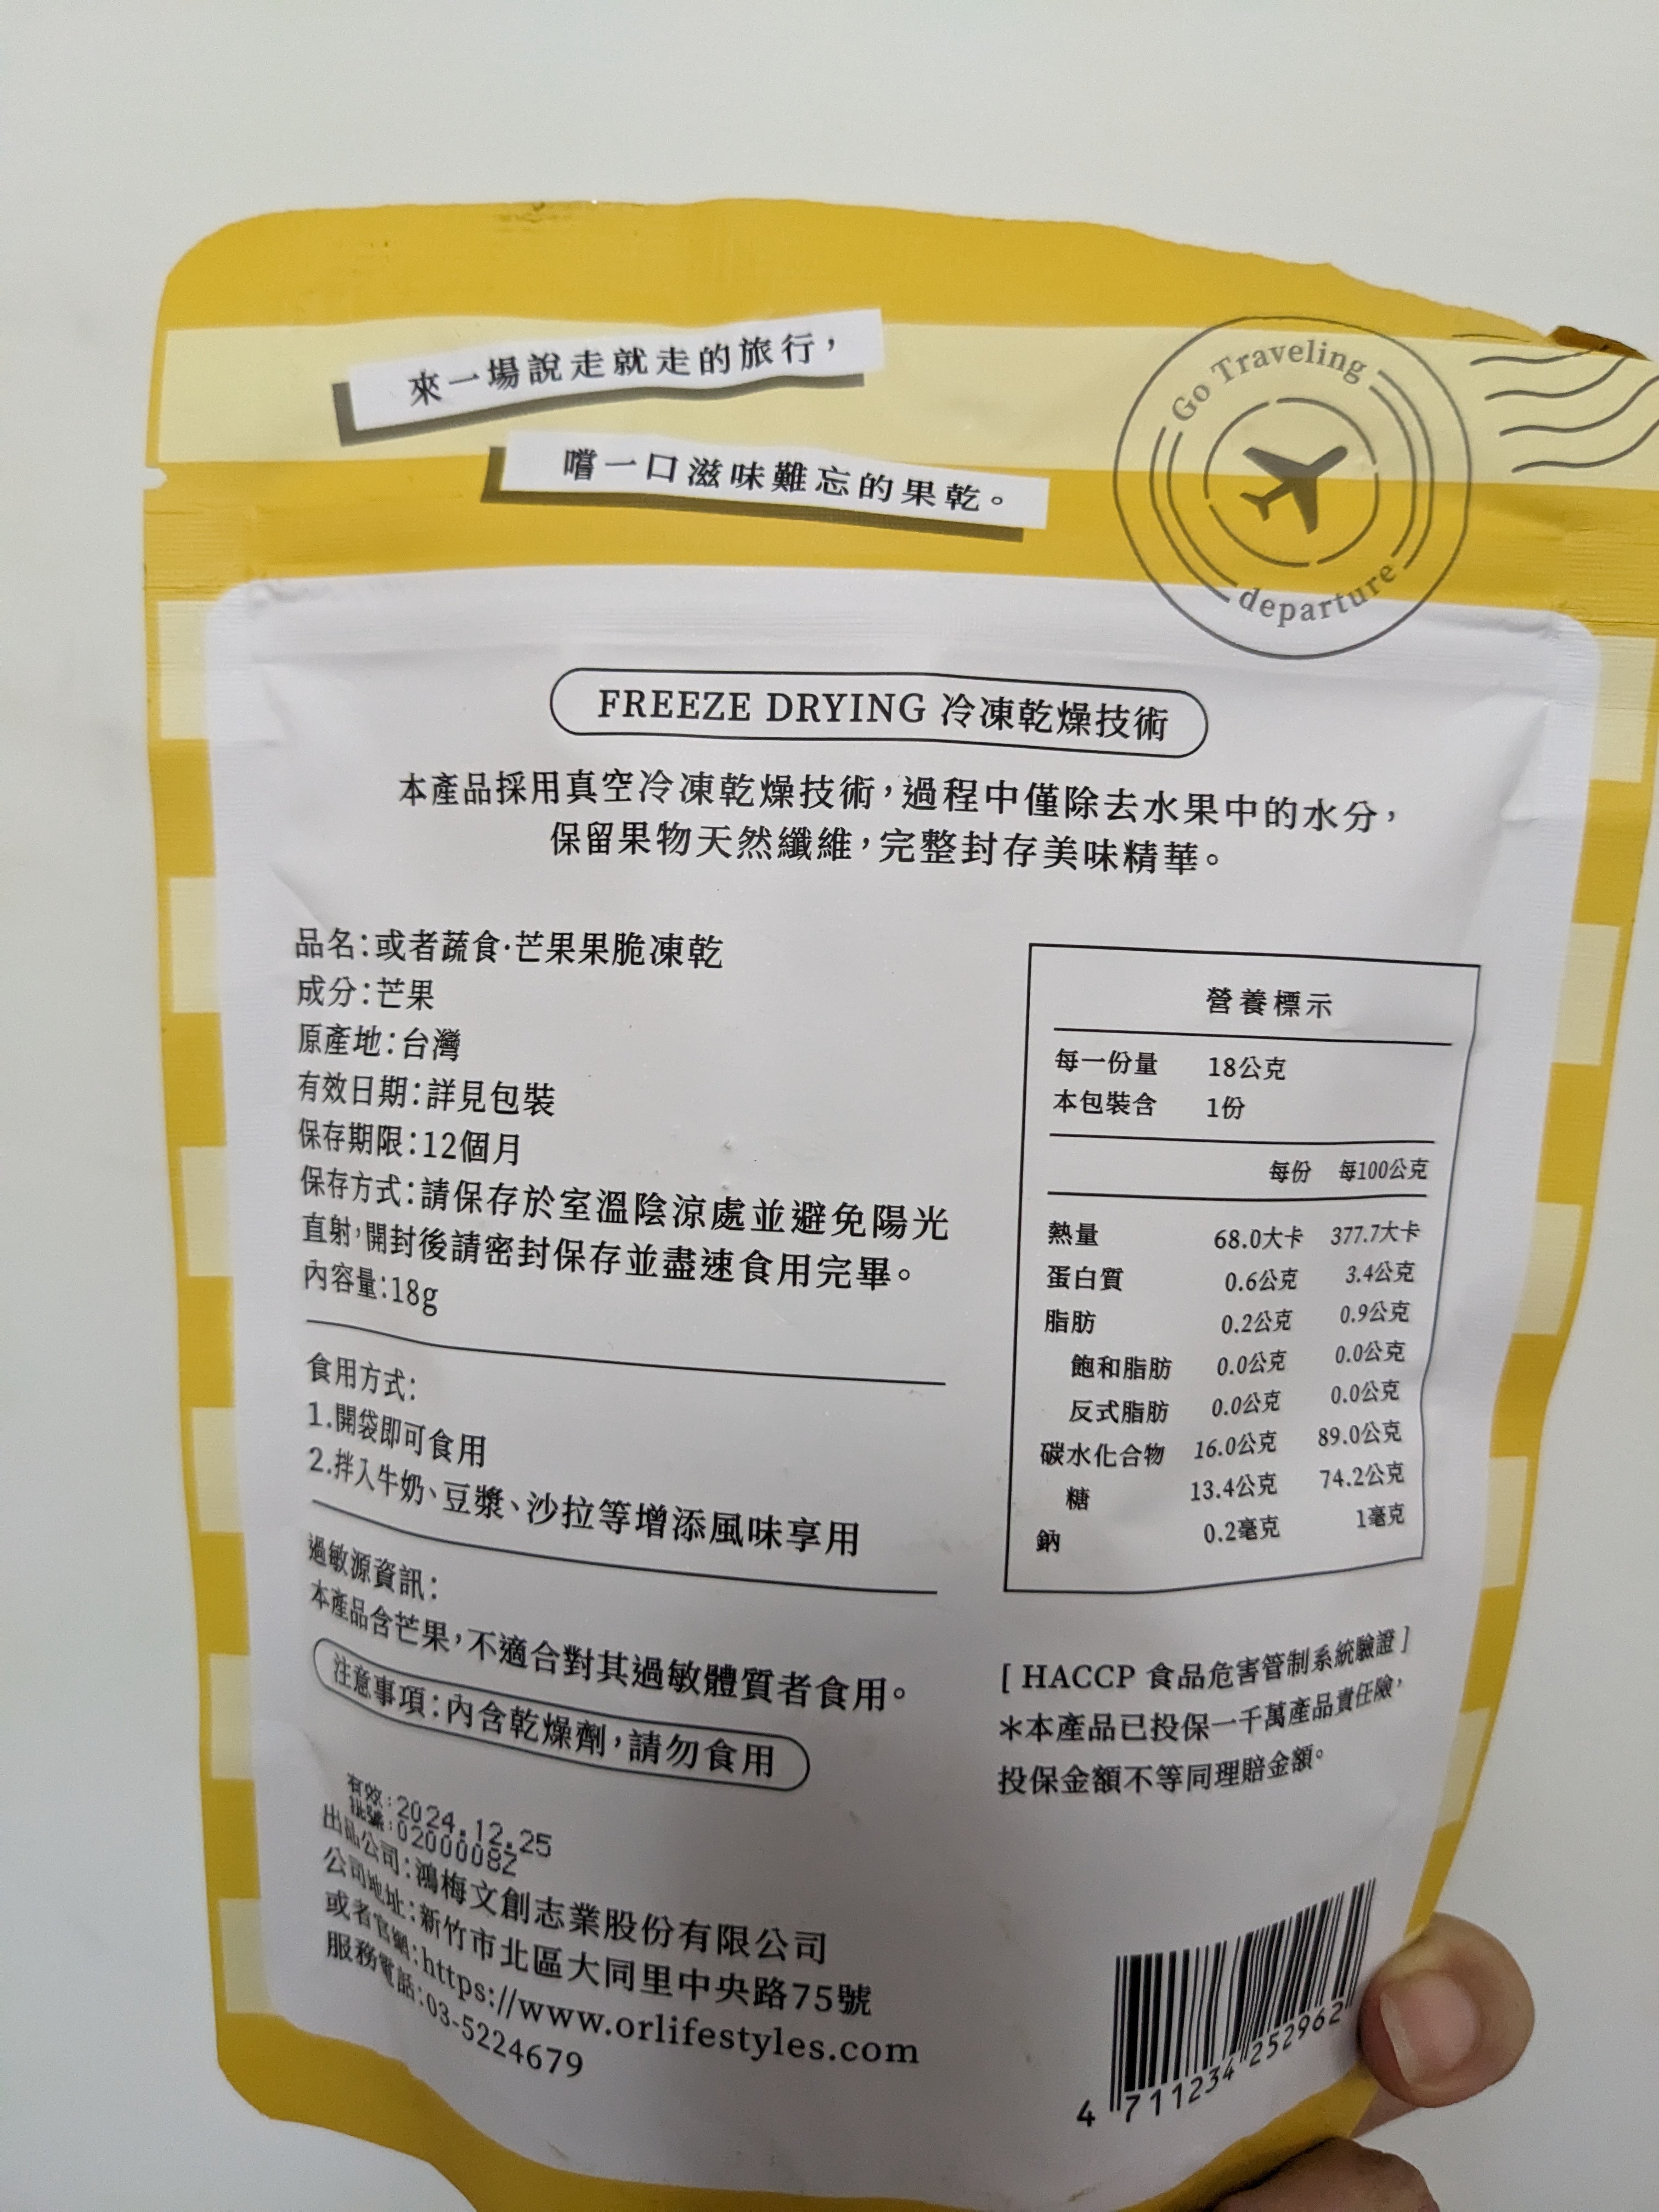 來一場說走就走的旅行，
嚐一口滋味難忘的果乾。
Go Traveling
departure
FREEZE DRYING 冷凍乾燥技術
本產品採用真空冷凍乾燥技術，過程中僅除去水果中的水分，
保留果物天然纖維，完整封存美味精華。
品名：或者蔬食·芒果果脆凍乾
成分：芒果
原產地：台灣
有效日期：詳見包裝
保存期限：12個月
保存方式：請保存於室溫陰涼處並避免陽光
直射，開封後請密封保存並盡速食用完畢。
內容量：18g
食用方式：
1.開袋即可食用
2.拌入牛奶、豆漿、沙拉等增添風味享用
過敏源資訊：
本產品含芒果，不適合對其過敏體質者食用。
注意事項：內含乾燥劑，請勿食用
有效：2024.12.25
批號：0200008Z
出品公司：鴻梅文創志業股份有限公司
公司地址：新竹市北區大同里中央路75號
或者官網：https://www.orlifestyles.com
服務電話：03-5224679
營養標示
每一份量 18公克
本包裝含 1份
每份 每100公克
熱量 68.0大卡 377.7大卡
蛋白質 0.6公克 3.4公克
脂肪 0.2公克 0.9公克
飽和脂肪 0.0公克 0.0公克
反式脂肪 0.0公克 0.0公克
碳水化合物 16.0公克 89.0公克
糖 13.4公克 74.2公克
鈉 0.2毫克 1毫克
[ HACCP 食品危害管制系統驗證 ]
＊本產品已投保一千萬產品責任險，
投保金額不等同理賠金額。
4 711234 252962